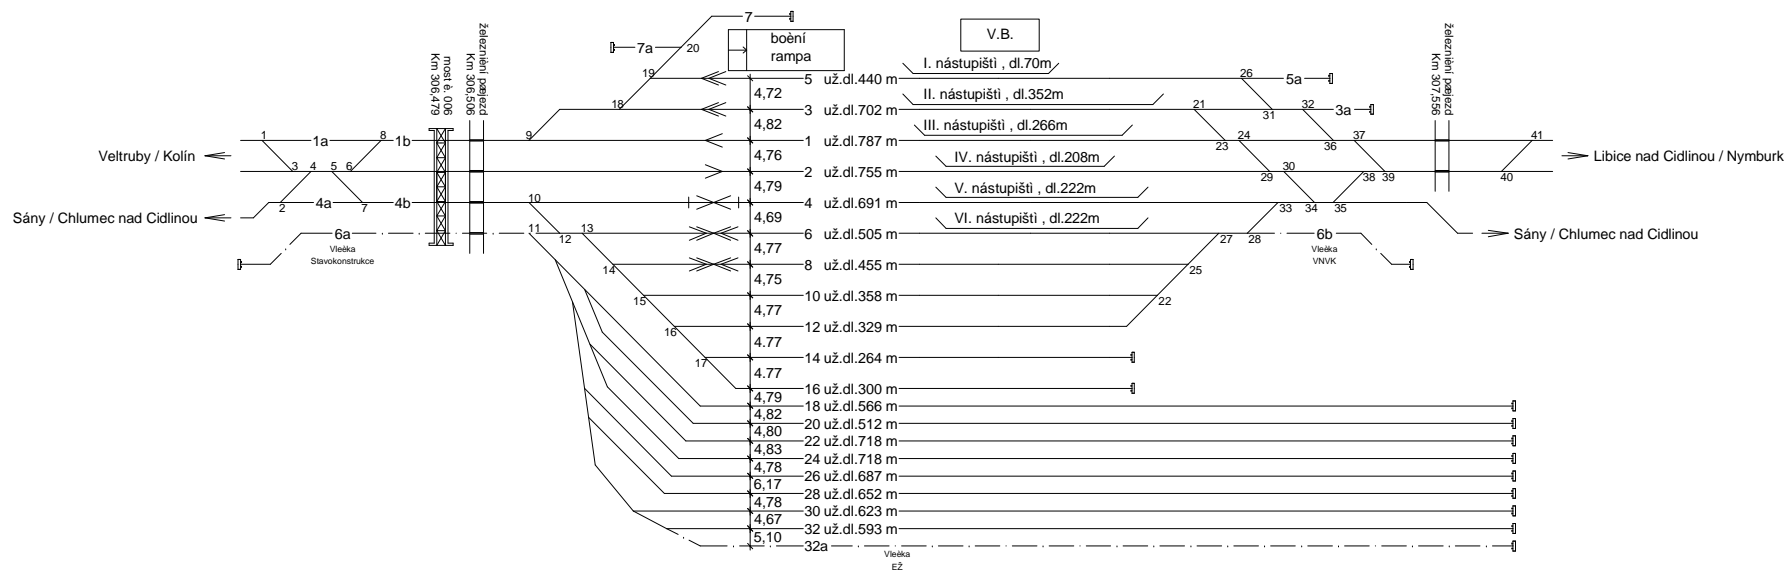 7
V.B.
boèní
rampa
7a
20
19
18
železnièní pøejezd
Km 306,506
most è. 006
Km 306,479
železnièní pøejezd
Km 307,556
I. nástupištì , dl.70m
5 už.dl.440 m
26
5a
4,72
II. nástupištì , dl.352m
3 už.dl.702 m
21
31
32
3a
4,82
III. nástupištì , dl.266m
1
1a
8
1b
9
1 už.dl.787 m
23
24
36
37
41
Veltruby / Kolín
Libice nad Cidlinou / Nymburk
4,76
IV. nástupištì , dl.208m
3
4
5
6
2 už.dl.755 m
29
30
38
39
40
4,79
V. nástupištì , dl.222m
2
4a
7
4b
10
4 už.dl.691 m
33
34
35
Sány / Chlumec nad Cidlinou
4,69
VI. nástupištì , dl.222m
6a
Vleèka
Stavokonstrukce
11
12
13
6 už.dl.505 m
27
28
6b
Vleèka
VNVK
Sány / Chlumec nad Cidlinou
4,77
14
8 už.dl.455 m
25
4,75
15
10 už.dl.358 m
22
4,77
16
12 už.dl.329 m
4.77
17
14 už.dl.264 m
4.77
16 už.dl.300 m
4,79
18 už.dl.566 m
4,82
20 už.dl.512 m
4,80
22 už.dl.718 m
4,83
24 už.dl.718 m
4,78
26 už.dl.687 m
6,17
28 už.dl.652 m
4,78
30 už.dl.623 m
4,67
32 už.dl.593 m
5,10
32a
Vleèka
EŽ